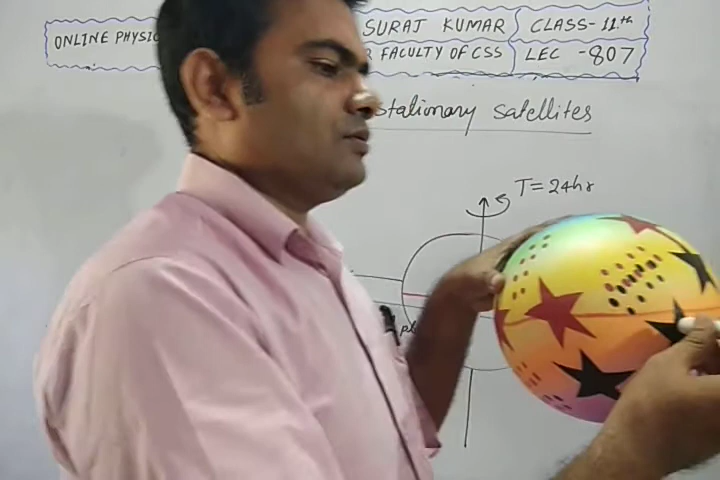 ONLINE PHYSIC SURAJ KUMAR CLASS- 11th
FACULTY OF CSS LEC -807
stationary satellites
T=24hr